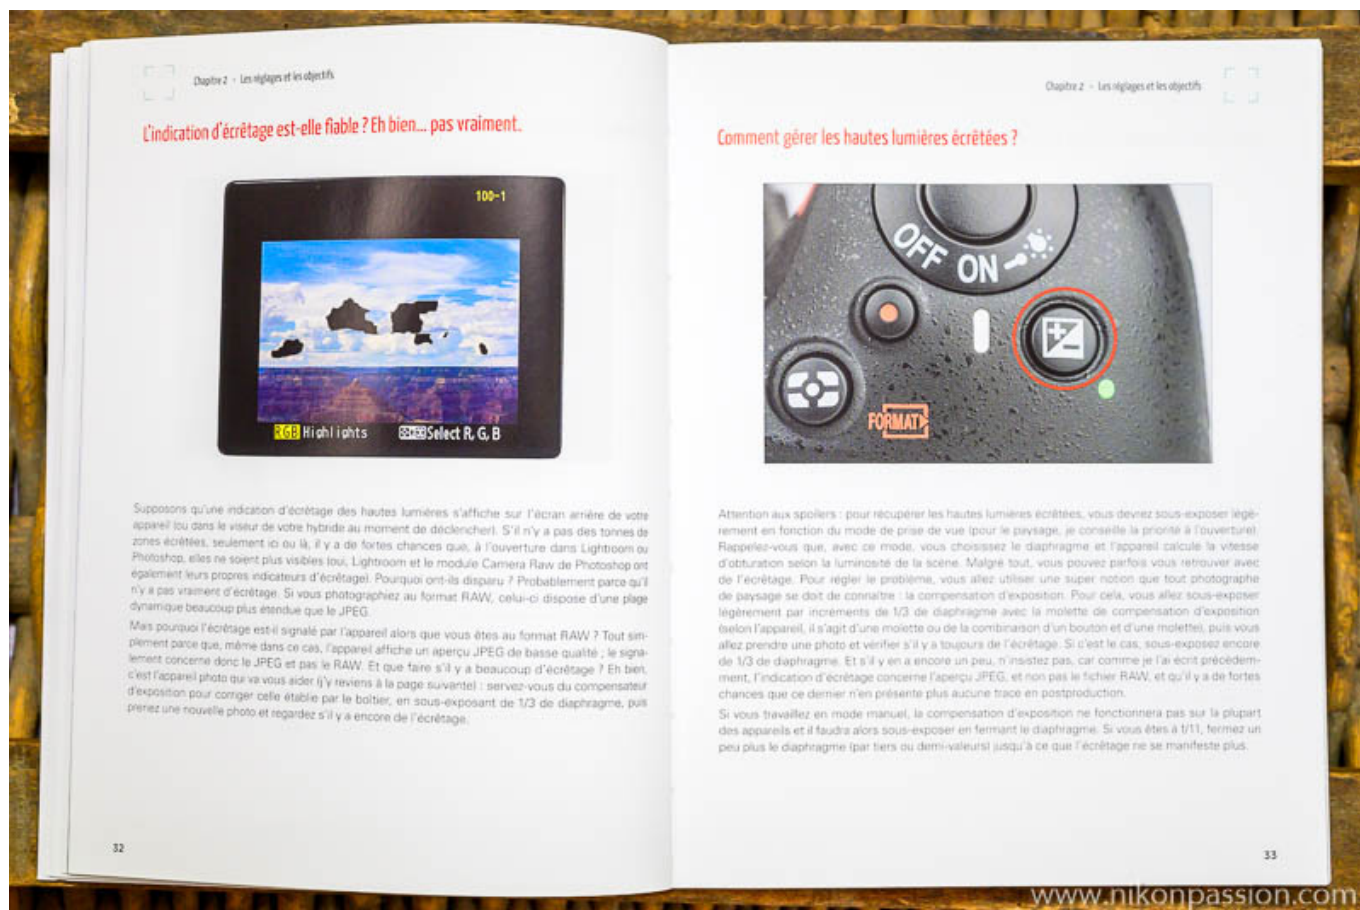 Chapitre 2 - Les réglages et les objectifs
L'indication d'écrêtage est-elle fiable ? Eh bien... pas vraiment.
100-1
RGB Highlights Select R, G, B
Supposons qu'une indication d'écrêtage des hautes lumières s'affiche sur l'écran arrière de votre
appareil (ou dans le viseur de votre hybride au moment de déclencher). S'il n'y a pas des tonnes de
zones écrêtées, seulement ici ou là, il y a de fortes chances que, à l'ouverture dans Lightroom ou
Photoshop, elles ne soient plus visibles (oui, Lightroom et le module Camera Raw de Photoshop ont
également leurs propres indicateurs d'écrêtage). Pourquoi ont-ils disparu ? Probablement parce qu'il
n'y a pas vraiment d'écrêtage. Si vous photographiez au format RAW, celui-ci dispose d'une plage
dynamique beaucoup plus étendue que le JPEG.
Mais pourquoi l'écrêtage est-il signalé par l'appareil alors que vous êtes au format RAW ? Tout sim-
plement parce que, même dans ce cas, l'appareil affiche un aperçu JPEG de basse qualité ; le signa-
lement concerne donc le JPEG et pas le RAW. Et que faire s'il y a beaucoup d'écrêtage ? Eh bien,
c'est l'appareil photo qui va vous aider (j'y reviens à la page suivante) : servez-vous du compensateur
d'exposition pour corriger celle établie par le boîtier, en sous-exposant de 1/3 de diaphragme, puis
prenez une nouvelle photo et regardez s'il y a encore de l'écrêtage.
32
Chapitre 2 - Les réglages et les objectifs
Comment gérer les hautes lumières écrêtées ?
OFF ON
FORMAT
Attention aux spoilers : pour récupérer les hautes lumières écrêtées, vous devrez sous-exposer légè-
rement en fonction du mode de prise de vue (pour le paysage, je conseille la priorité à l'ouverture).
Rappelez-vous que, avec ce mode, vous choisissez le diaphragme et l'appareil calcule la vitesse
d'obturation selon la luminosité de la scène. Malgré tout, vous pouvez parfois vous retrouver avec
de l'écrêtage. Pour régler le problème, vous allez utiliser une super notion que tout photographe
de paysage se doit de connaître : la compensation d'exposition. Pour cela, vous allez sous-exposer
légèrement par incréments de 1/3 de diaphragme avec la molette de compensation d'exposition
(selon l'appareil, il s'agit d'une molette ou de la combinaison d'un bouton et d'une molette), puis vous
allez prendre une photo et vérifier s'il y a toujours de l'écrêtage. Si c'est le cas, sous-exposez encore
de 1/3 de diaphragme. Et s'il y en a encore un peu, n'insistez pas, car comme je l'ai écrit précédem-
ment, l'indication d'écrêtage concerne l'aperçu JPEG, et non pas le fichier RAW, et qu'il y a de fortes
chances que ce dernier n'en présente plus aucune trace en postproduction.
Si vous travaillez en mode manuel, la compensation d'exposition ne fonctionnera pas sur la plupart
des appareils et il faudra alors sous-exposer en fermant le diaphragme. Si vous êtes à f/11, fermez un
peu plus le diaphragme (par tiers ou demi-valeurs) jusqu'à ce que l'écrêtage ne se manifeste plus.
33
www.nikonpassion.com